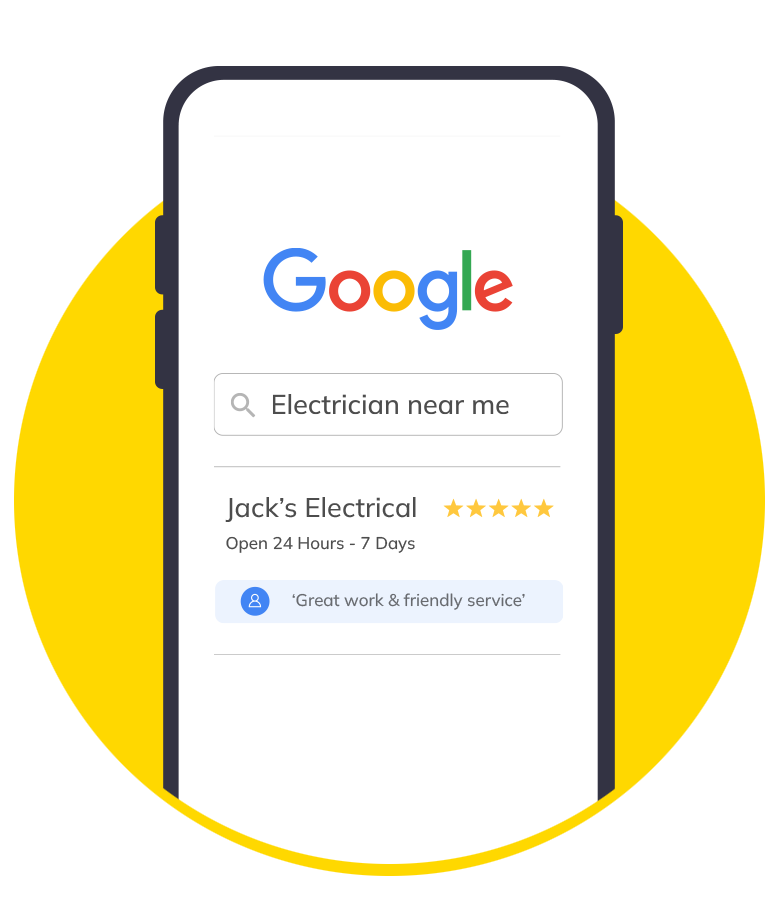 Google
Electrician near me
Jack’s Electrical
Open 24 Hours - 7 Days
‘Great work & friendly service’